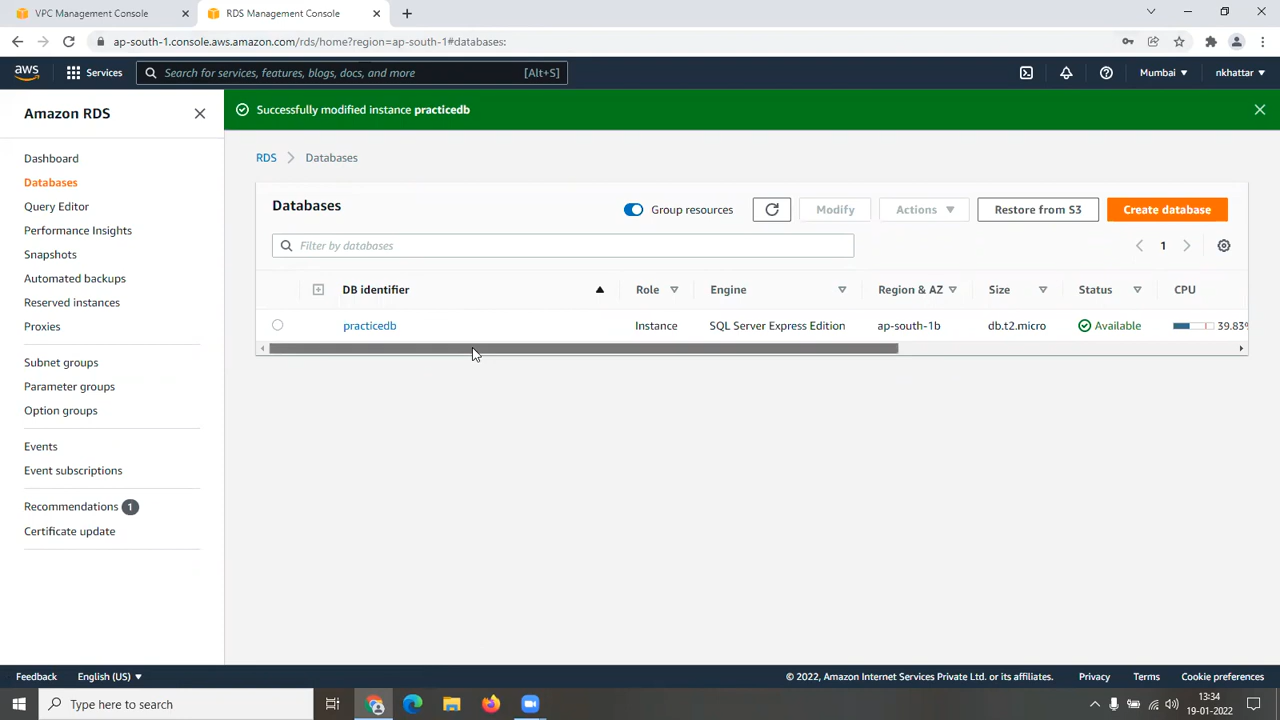 VPC Management Console
RDS Management Console
ap-south-1.console.aws.amazon.com/rds/home?region=ap-south-1#databases:
aws
Services
Search for services, features, blogs, docs, and more
[Alt+S]
Mumbai
nkhattar
Amazon RDS
Dashboard
Databases
Query Editor
Performance Insights
Snapshots
Automated backups
Reserved instances
Proxies
Subnet groups
Parameter groups
Option groups
Events
Event subscriptions
Recommendations 1
Certificate update
Successfully modified instance practicedb
RDS > Databases
Databases
Group resources
Modify
Actions
Restore from S3
Create database
Filter by databases
1
DB identifier Role Engine Region & AZ Size Status CPU
practicedb Instance SQL Server Express Edition ap-south-1b db.t2.micro Available 39.83%
Feedback
English (US)
© 2022, Amazon Internet Services Private Ltd. or its affiliates.
Privacy
Terms
Cookie preferences
Type here to search
13:34
19-01-2022